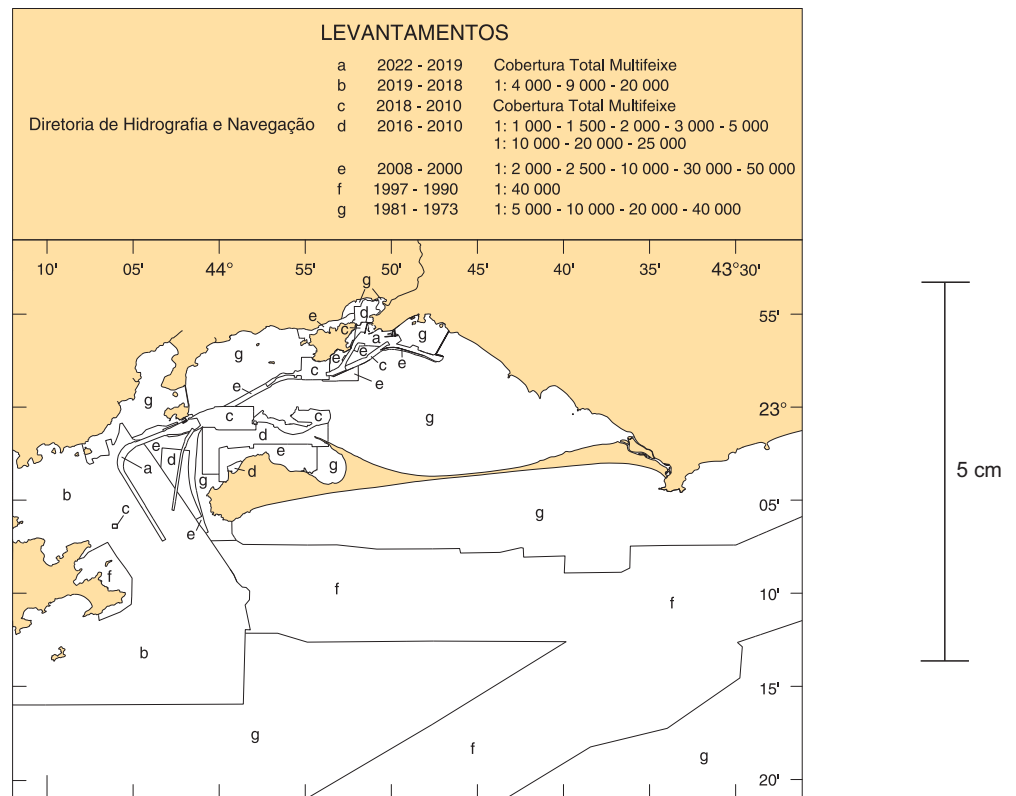 LEVANTAMENTOS
Diretoria de Hidrografia e Navegação
a 2022 - 2019 Cobertura Total Multifeixe
b 2019 - 2018 1: 4 000 - 9 000 - 20 000
c 2018 - 2010 Cobertura Total Multifeixe
d 2016 - 2010 1: 1 000 - 1 500 - 2 000 - 3 000 - 5 000
1: 10 000 - 20 000 - 25 000
e 2008 - 2000 1: 2 000 - 2 500 - 10 000 - 30 000 - 50 000
f 1997 - 1990 1: 40 000
g 1981 - 1973 1: 5 000 - 10 000 - 20 000 - 40 000
10' 05' 44° 55' 50' 45' 40' 35' 43°30'
g
d
e c 55'
a g
g e e c e
c e
e
g 23°
c c g
d
e e
a d d g
g
b 5 cm
c g 05'
e
f
f f 10'
b
15'
g
f g
20'